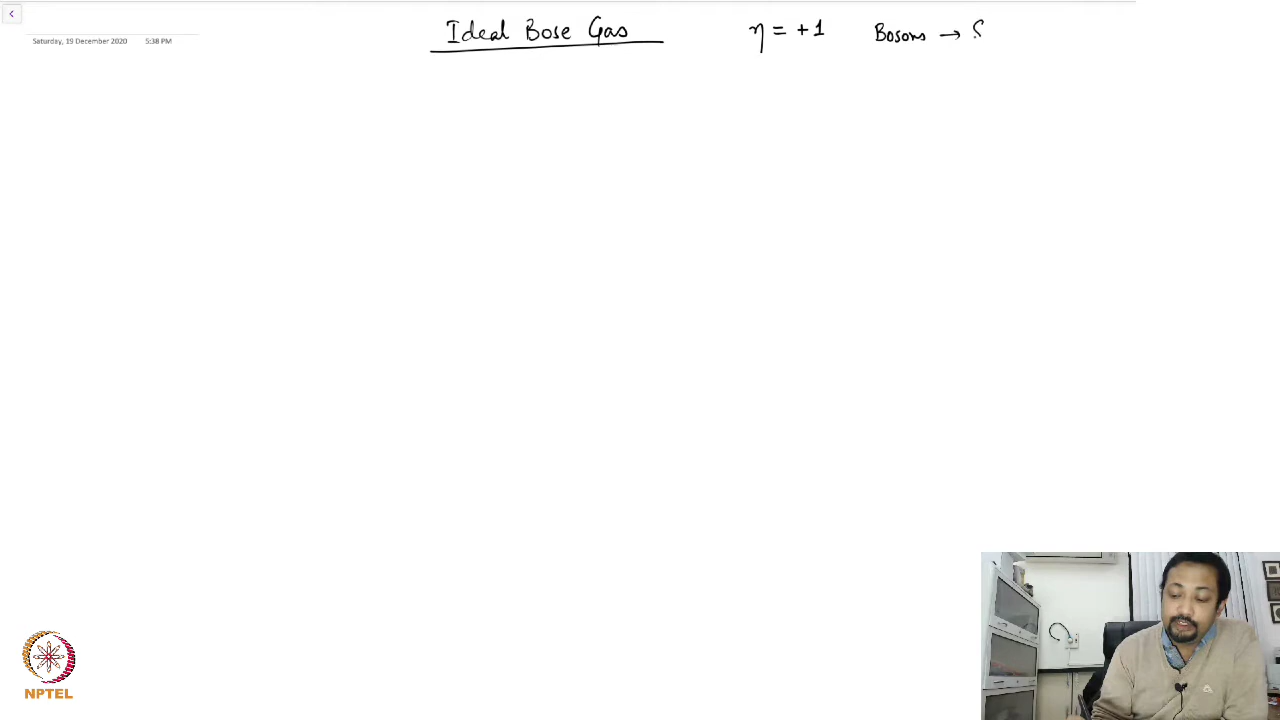 Ideal Bose Gas η = +1 Bosons → S
Saturday, 19 December 2020 5:38 PM
NPTEL